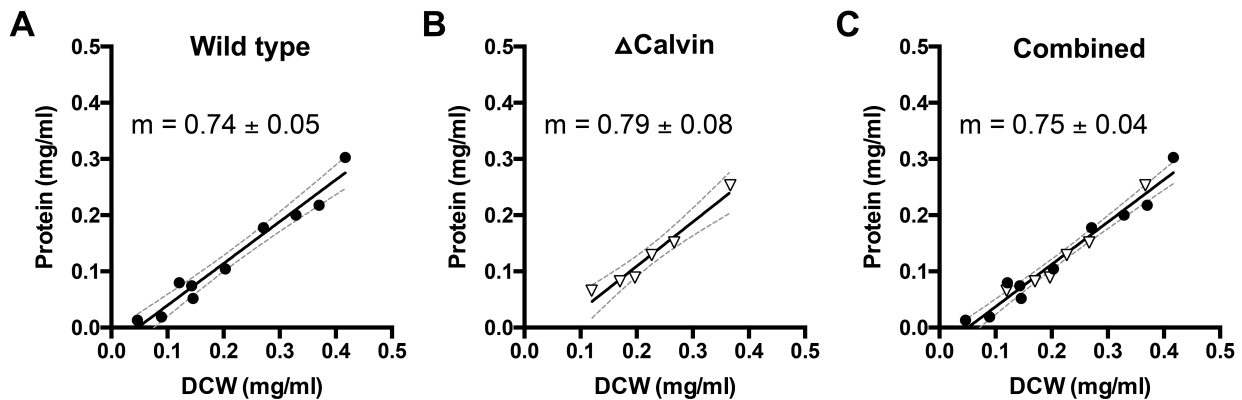 A
Wild type
m = 0.74 ± 0.05
Protein (mg/ml)
0.5
0.4
0.3
0.2
0.1
0.0
0.0 0.1 0.2 0.3 0.4 0.5
DCW (mg/ml)
B
ΔCalvin
m = 0.79 ± 0.08
Protein (mg/ml)
0.5
0.4
0.3
0.2
0.1
0.0
0.0 0.1 0.2 0.3 0.4 0.5
DCW (mg/ml)
C
Combined
m = 0.75 ± 0.04
Protein (mg/ml)
0.5
0.4
0.3
0.2
0.1
0.0
0.0 0.1 0.2 0.3 0.4 0.5
DCW (mg/ml)